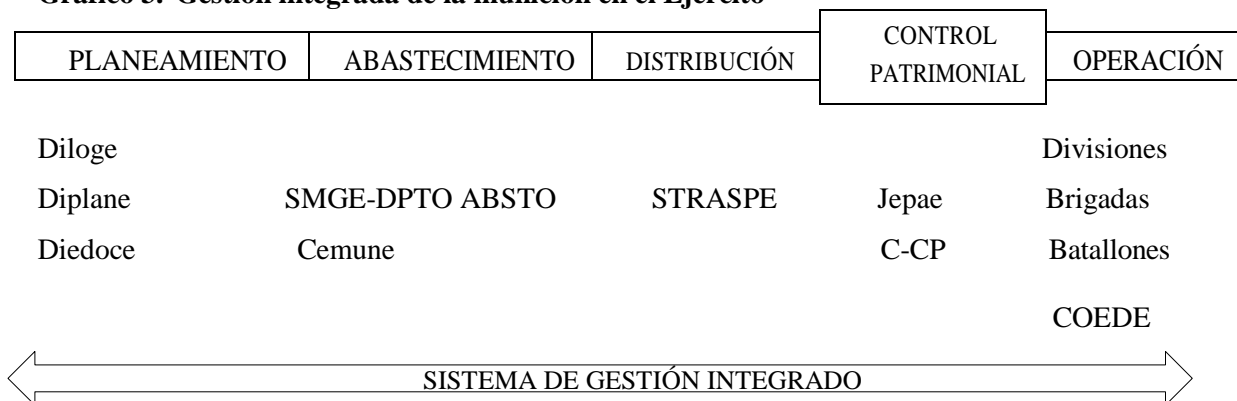 Gráfico 3. Gestión integrada de la munición en el Ejército
PLANEAMIENTO ABASTECIMIENTO DISTRIBUCIÓN CONTROL PATRIMONIAL OPERACIÓN
Diloge Divisiones
Diplane SMGE-DPTO ABSTO STRASPE Jepae Brigadas
Diedoce Cemune C-CP Batallones
COEDE
SISTEMA DE GESTIÓN INTEGRADO